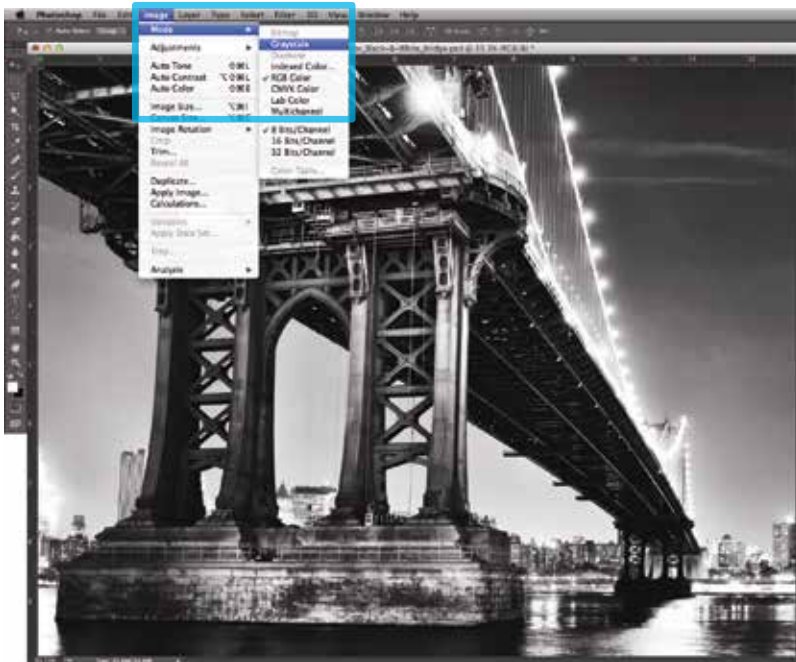 Photoshop File Edit Image Layer Type Select Filter 3D View Window Help
Mode
Adjustments
Auto Tone ⇧⌘L
Auto Contrast ⌥⇧⌘L
Auto Color ⇧⌘B
Image Size... ⌥⌘I
Canvas Size... ⌥⌘C
Image Rotation
Crop
Trim...
Reveal All
Duplicate...
Apply Image...
Calculations...
Variables
Apply Data Set...
Trap...
Analysis
Bitmap
Grayscale
Duotone
Indexed Color...
✓ RGB Color
CMYK Color
Lab Color
Multichannel
✓ 8 Bits/Channel
16 Bits/Channel
32 Bits/Channel
Color Table...